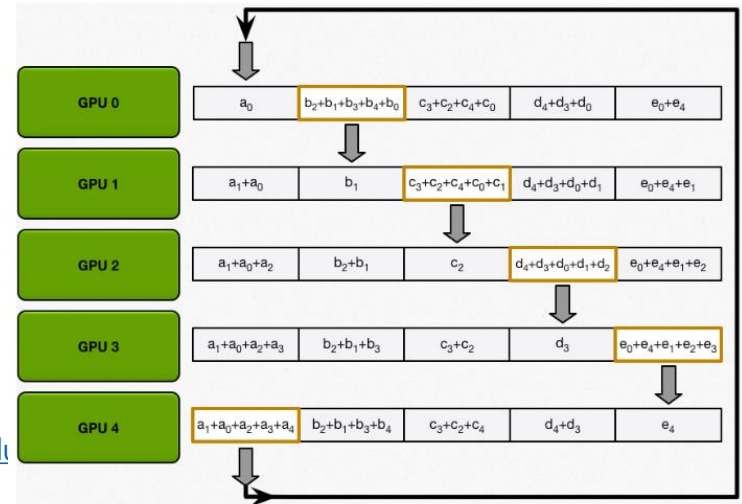 GPU 0 a₀ b₂+b₁+b₃+b₄+b₀ c₃+c₂+c₄+c₀ d₄+d₃+d₀ e₀+e₄
GPU 1 a₁+a₀ b₁ c₃+c₂+c₄+c₀+c₁ d₄+d₃+d₀+d₁ e₀+e₄+e₁
GPU 2 a₁+a₀+a₂ b₂+b₁ c₂ d₄+d₃+d₀+d₁+d₂ e₀+e₄+e₁+e₂
GPU 3 a₁+a₀+a₂+a₃ b₂+b₁+b₃ c₃+c₂ d₃ e₀+e₄+e₁+e₂+e₃
GPU 4 a₁+a₀+a₂+a₃+a₄ b₂+b₁+b₃+b₄ c₃+c₂+c₄ d₄+d₃ e₄